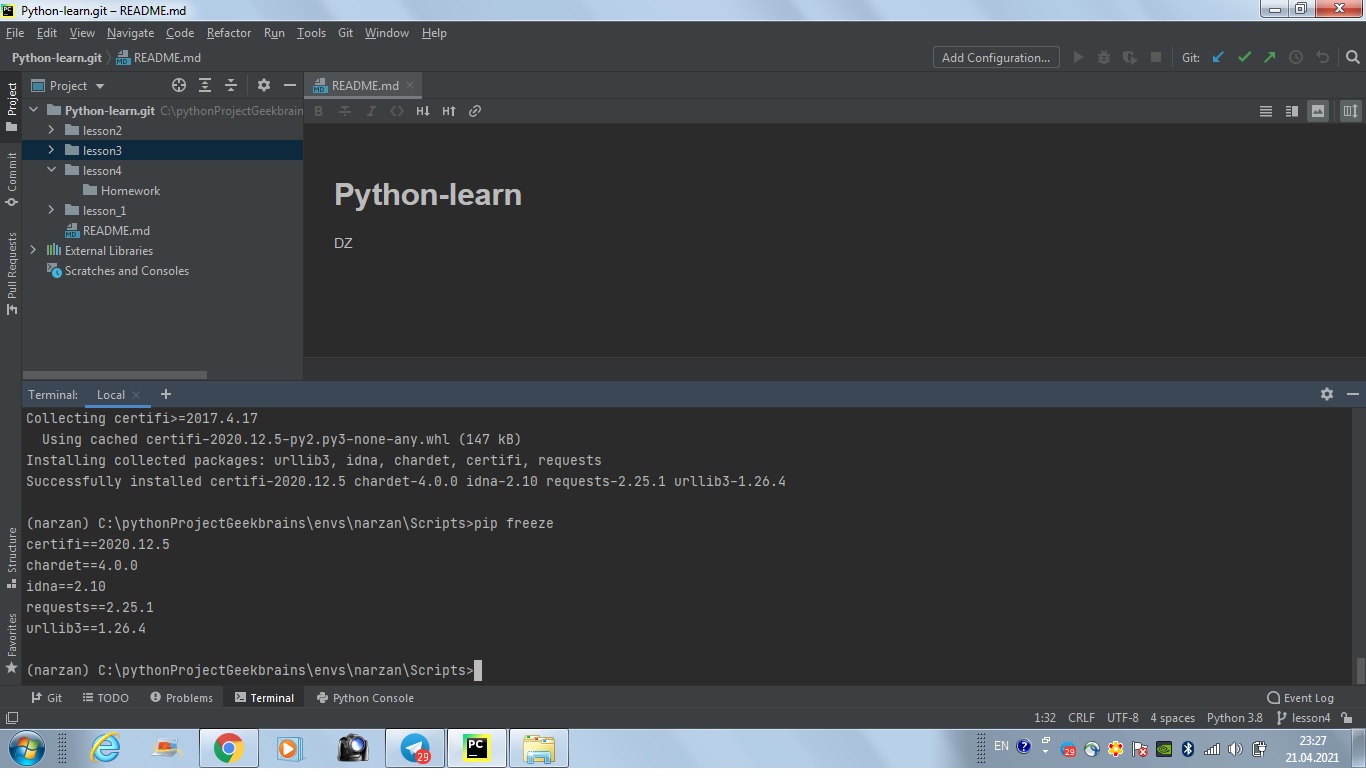 Python-learn.git – README.md
File Edit View Navigate Code Refactor Run Tools Git Window Help
Python-learn.git README.md Add Configuration... Git:
Project
README.md
Python-learn.git C:\pythonProjectGeekbrain
lesson2
lesson3
lesson4
Homework
lesson_1
README.md
External Libraries
Scratches and Consoles
Project
Commit
Pull Requests
Structure
Favorites
B I <> H↓ H↑
Python-learn
DZ
Terminal: Local +
Collecting certifi>=2017.4.17
Using cached certifi-2020.12.5-py2.py3-none-any.whl (147 kB)
Installing collected packages: urllib3, idna, chardet, certifi, requests
Successfully installed certifi-2020.12.5 chardet-4.0.0 idna-2.10 requests-2.25.1 urllib3-1.26.4
(narzan) C:\pythonProjectGeekbrains\envs\narzan\Scripts>pip freeze
certifi==2020.12.5
chardet==4.0.0
idna==2.10
requests==2.25.1
urllib3==1.26.4
(narzan) C:\pythonProjectGeekbrains\envs\narzan\Scripts>
Git TODO Problems Terminal Python Console Event Log
1:32 CRLF UTF-8 4 spaces Python 3.8 lesson4
29 PC EN 29 23:27
21.04.2021